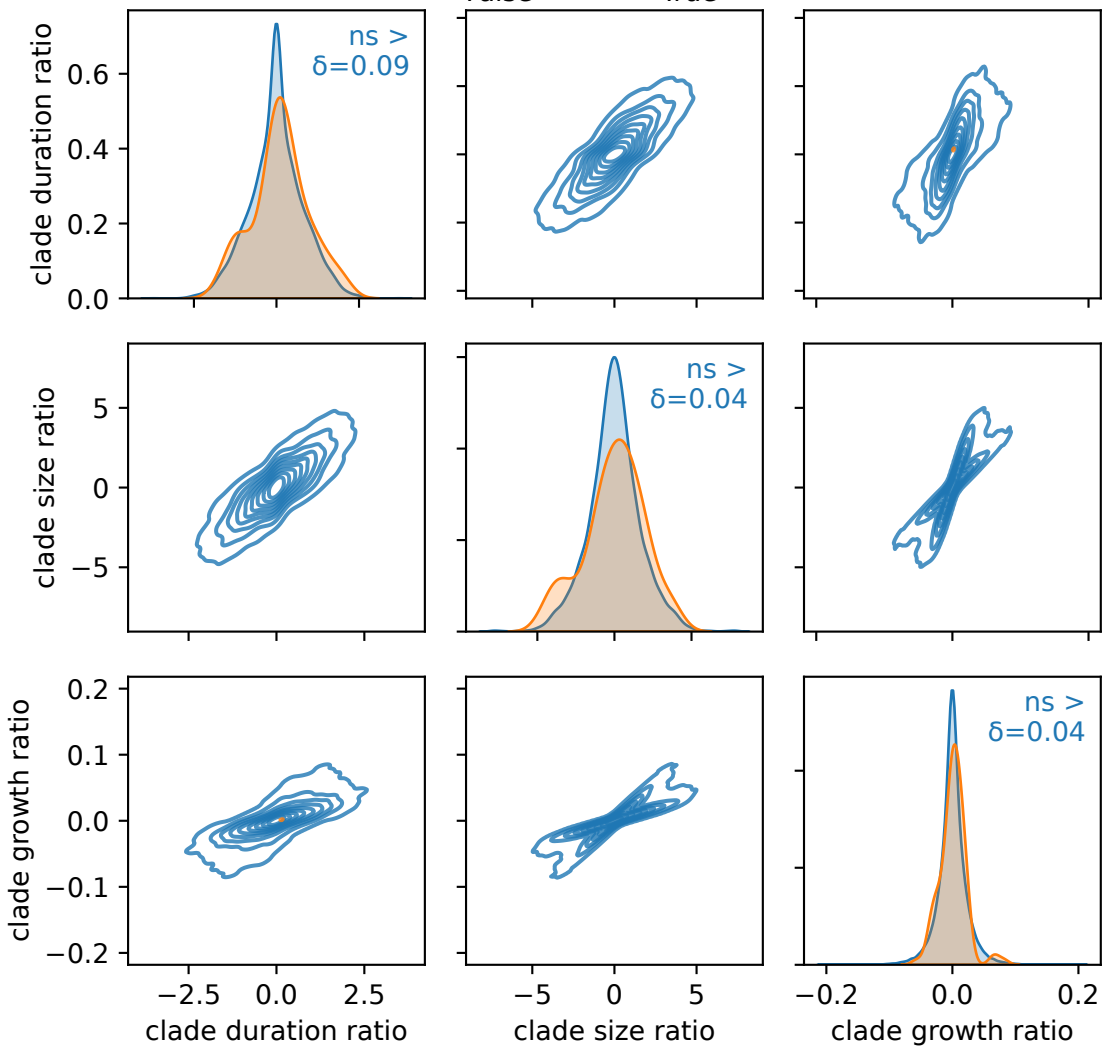 clade duration ratio
0.6
0.4
0.2
0.0
ns >
δ=0.09
clade size ratio
5
0
−5
ns >
δ=0.04
clade growth ratio
0.2
0.1
0.0
−0.1
−0.2
ns >
δ=0.04
−2.5 0.0 2.5
−5 0 5
−0.2 0.0 0.2
clade duration ratio
clade size ratio
clade growth ratio